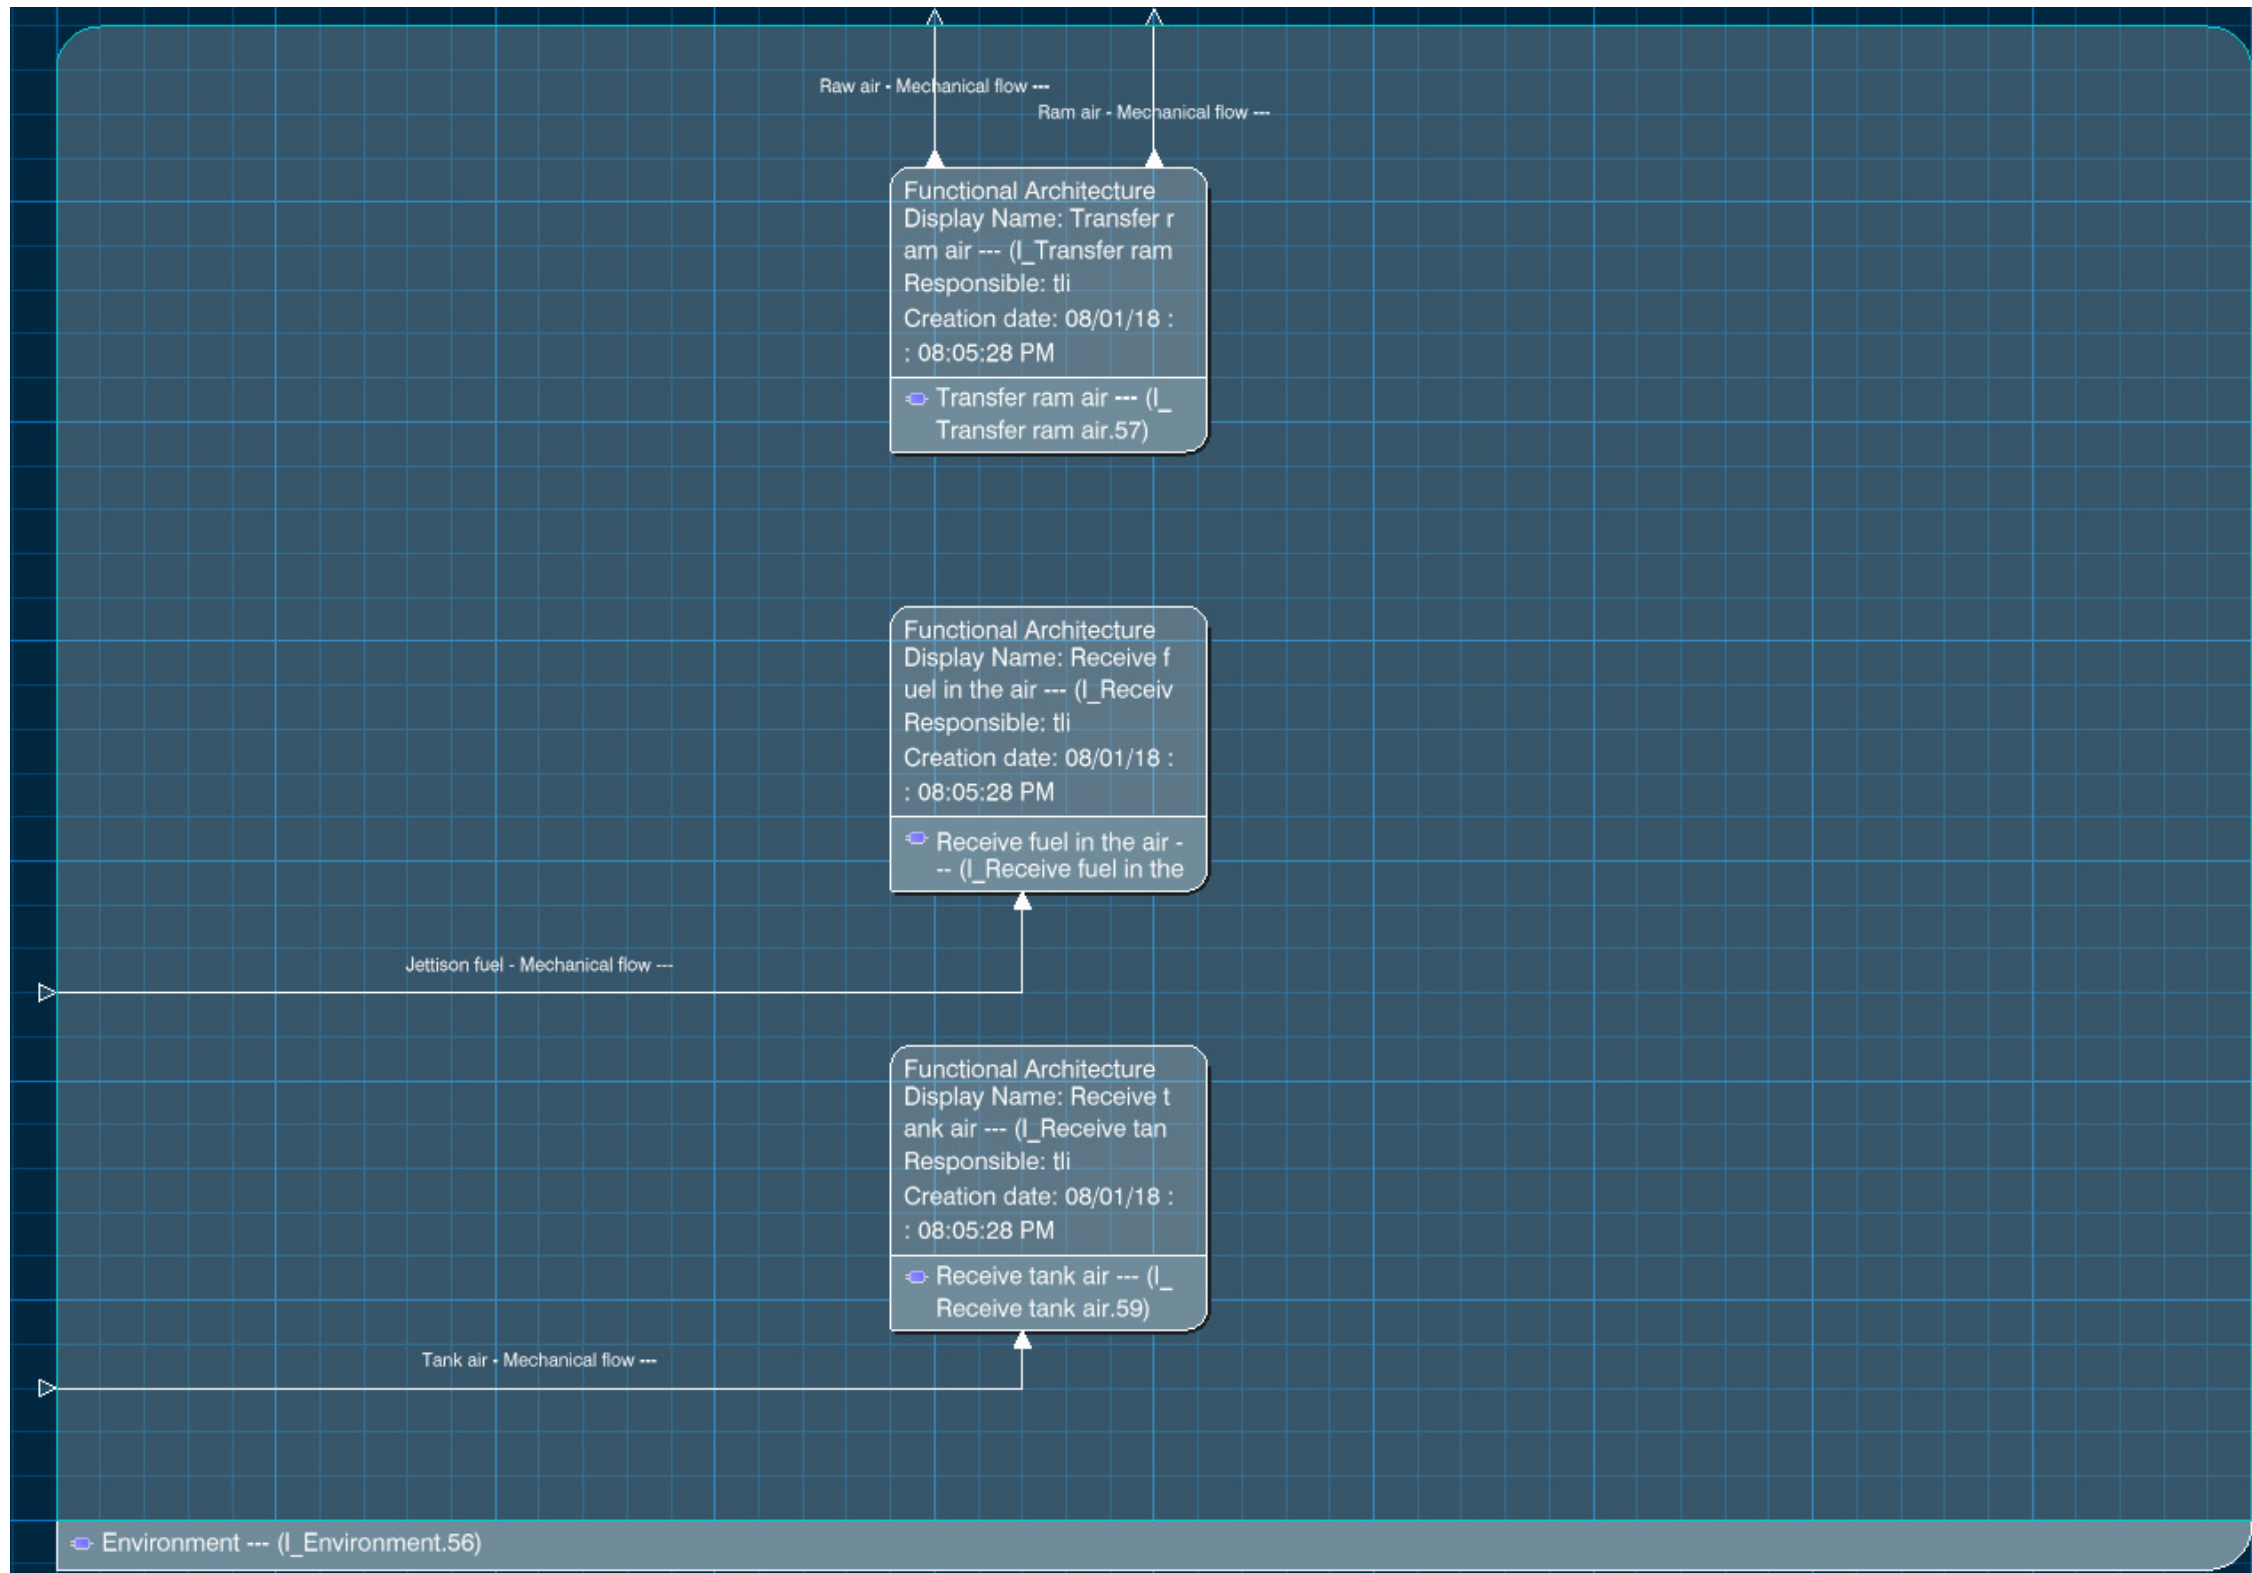 Raw air - Mechanical flow ---
Ram air - Mechanical flow ---
Functional Architecture
Display Name: Transfer r
am air --- (I_Transfer ram
Responsible: tli
Creation date: 08/01/18 :
: 08:05:28 PM
Transfer ram air --- (I_
Transfer ram air.57)
Functional Architecture
Display Name: Receive f
uel in the air --- (I_Receiv
Responsible: tli
Creation date: 08/01/18 :
: 08:05:28 PM
Receive fuel in the air -
-- (I_Receive fuel in the
Jettison fuel - Mechanical flow ---
Functional Architecture
Display Name: Receive t
ank air --- (I_Receive tan
Responsible: tli
Creation date: 08/01/18 :
: 08:05:28 PM
Receive tank air --- (I_
Receive tank air.59)
Tank air - Mechanical flow ---
Environment --- (I_Environment.56)